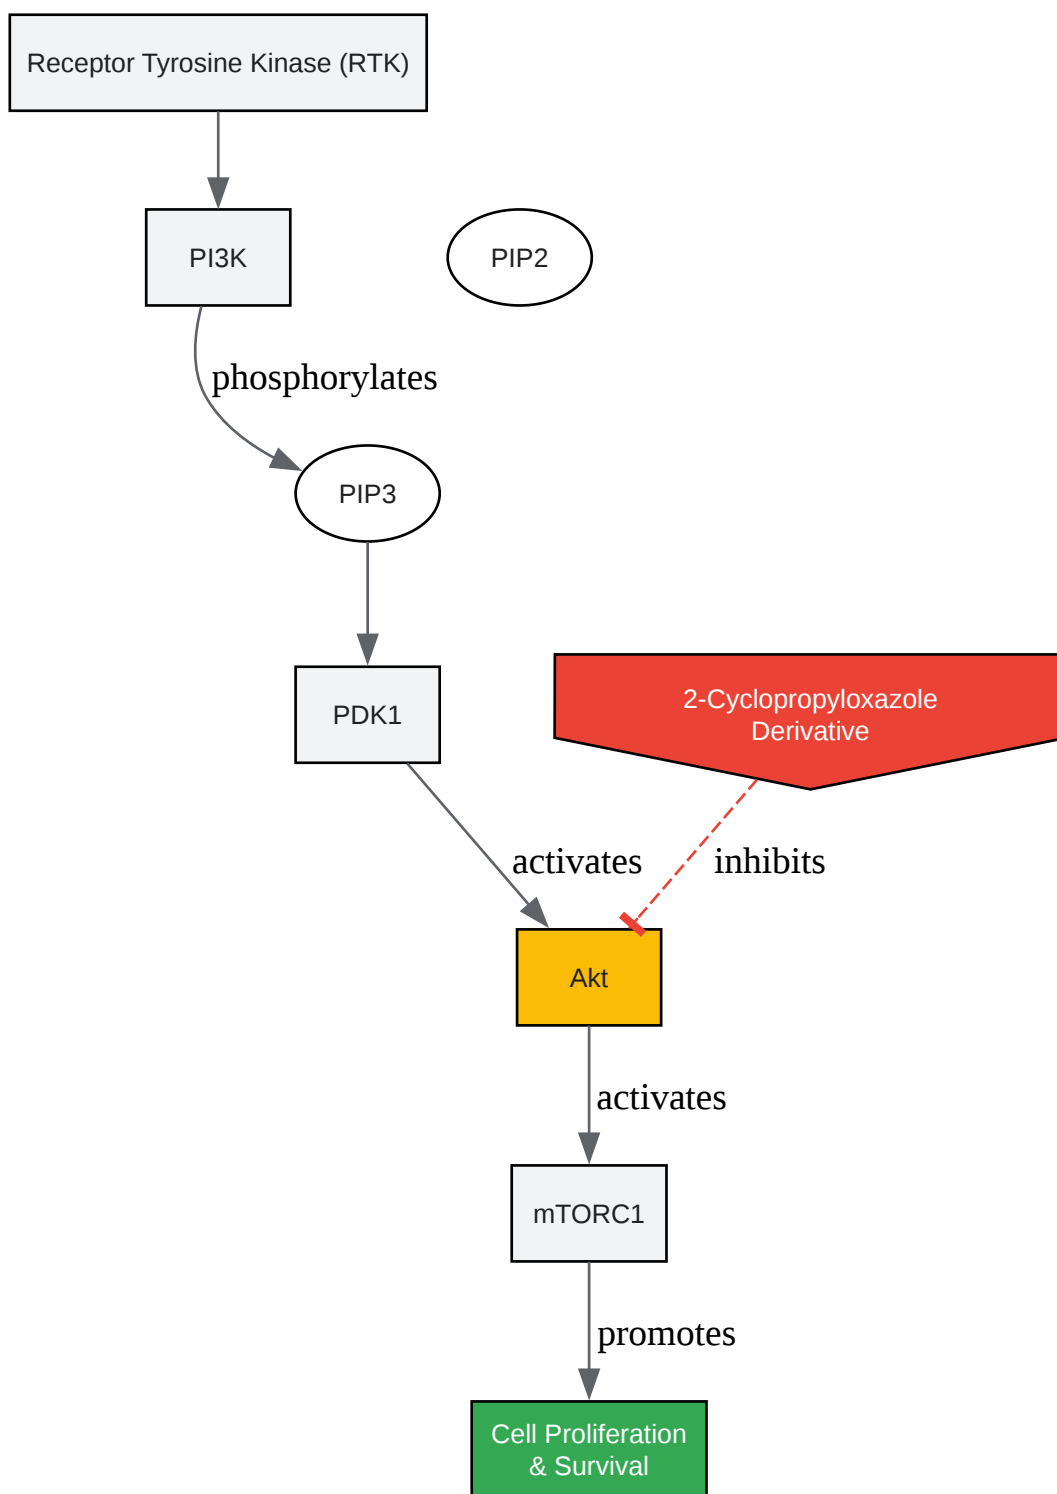 Receptor Tyrosine Kinase (RTK)
PI3K
PIP2
phosphorylates
PIP3
PDK1
2-Cyclopropyloxazole
Derivative
activates
inhibits
Akt
activates
mTORC1
promotes
Cell Proliferation
& Survival